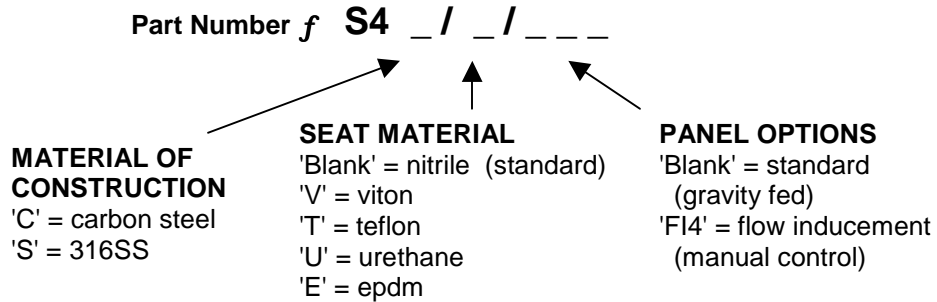 Part Number ƒ S4 _ / _ / _ _ _
MATERIAL OF
CONSTRUCTION
'C' = carbon steel
'S' = 316SS
SEAT MATERIAL
'Blank' = nitrile (standard)
'V' = viton
'T' = teflon
'U' = urethane
'E' = epdm
PANEL OPTIONS
'Blank' = standard
(gravity fed)
'FI4' = flow inducement
(manual control)